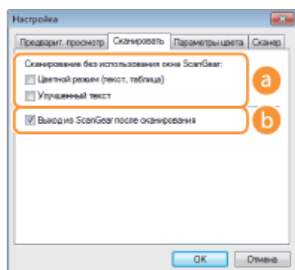 Настройка
Предварит. просмотр Сканировать Параметры цвета Сканер
Сканирование без использования окна ScanGear:
Цветной режим (текст, таблица)
Улучшенный текст
a
Выход из ScanGear после сканирования
b
OK Отмена